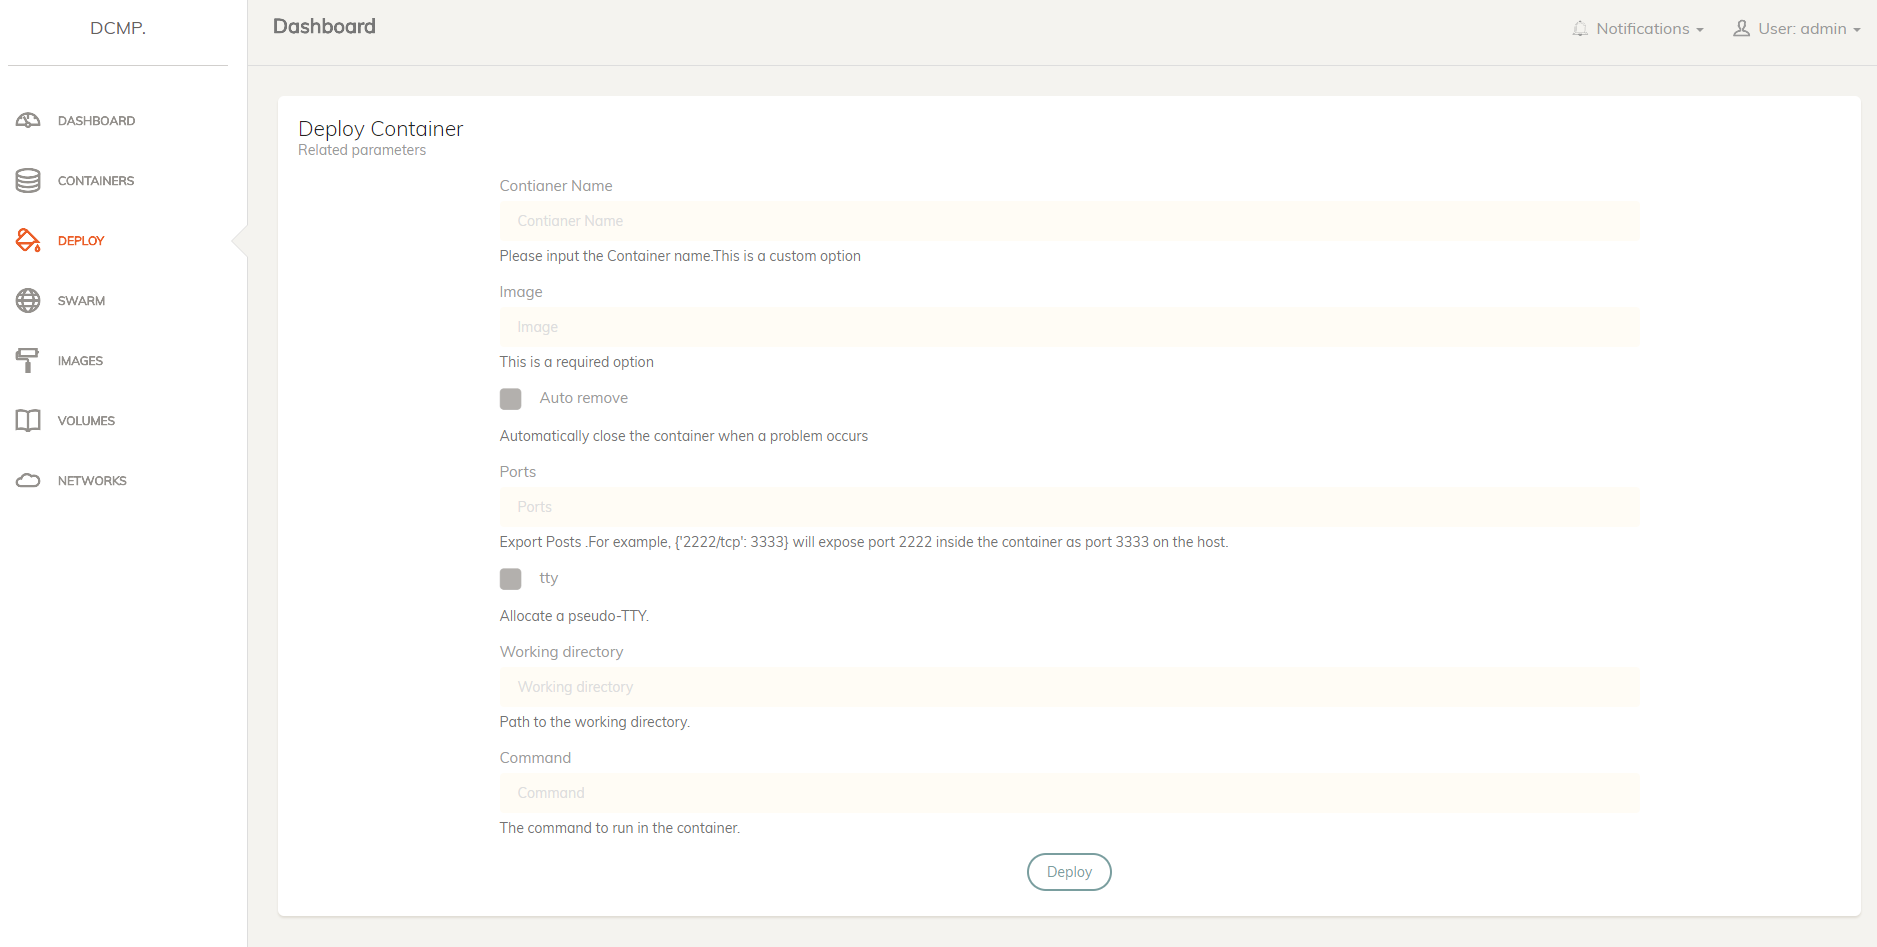 DCMP.
Dashboard
Notifications
User: admin
DASHBOARD
CONTAINERS
DEPLOY
SWARM
IMAGES
VOLUMES
NETWORKS
Deploy Container
Related parameters
Contianer Name
Contianer Name
Please input the Container name.This is a custom option
Image
Image
This is a required option
Auto remove
Automatically close the container when a problem occurs
Ports
Ports
Export Posts .For example, {'2222/tcp': 3333} will expose port 2222 inside the container as port 3333 on the host.
tty
Allocate a pseudo-TTY.
Working directory
Working directory
Path to the working directory.
Command
Command
The command to run in the container.
Deploy